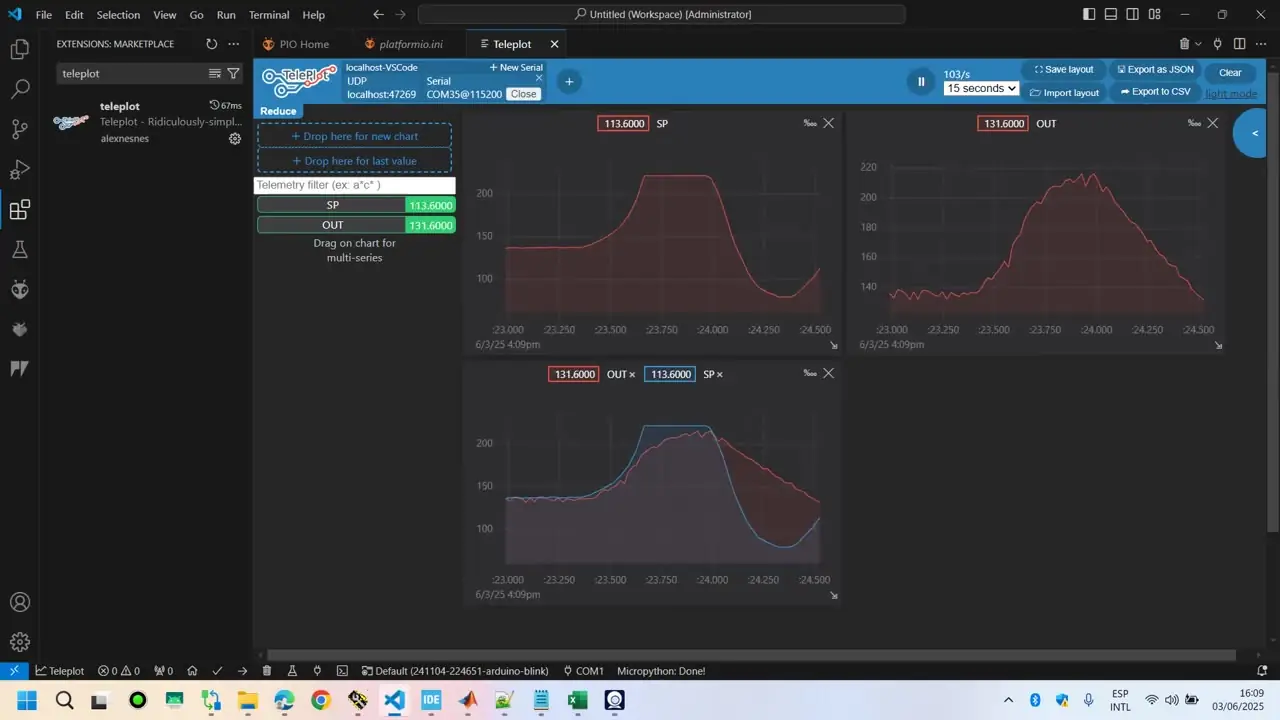 File Edit Selection View Go Run Terminal Help
Untitled (Workspace) [Administrator]
EXTENSIONS: MARKETPLACE
teleplot
teleplot
67ms
Teleplot - Ridiculously-simpl...
alexnesnes
PIO Home
platformio.ini
Teleplot
TelePlot
localhost-VSCode
+ New Serial
UDP
Serial
localhost:47269
COM35@115200
Close
+
103/s
15 seconds
Save layout
Import layout
Export as JSON
Export to CSV
Clear
light mode
<
Reduce
+ Drop here for new chart
+ Drop here for last value
Telemetry filter (ex: a*c* )
SP 113.6000
OUT 131.6000
Drag on chart for
multi-series
113.6000 SP
‰
200
150
100
:23.000 :23.250 :23.500 :23.750 :24.000 :24.250 :24.500
6/3/25 4:09pm
131.6000 OUT
‰
220
200
180
160
140
:23.000 :23.250 :23.500 :23.750 :24.000 :24.250 :24.500
6/3/25 4:09pm
131.6000 OUT × 113.6000 SP ×
‰
200
150
100
:23.000 :23.250 :23.500 :23.750 :24.000 :24.250 :24.500
6/3/25 4:09pm
Teleplot
0 0
0
Default (241104-224651-arduino-blink)
COM1
Micropython: Done!
IDE
ESP
INTL
16:09
03/06/2025